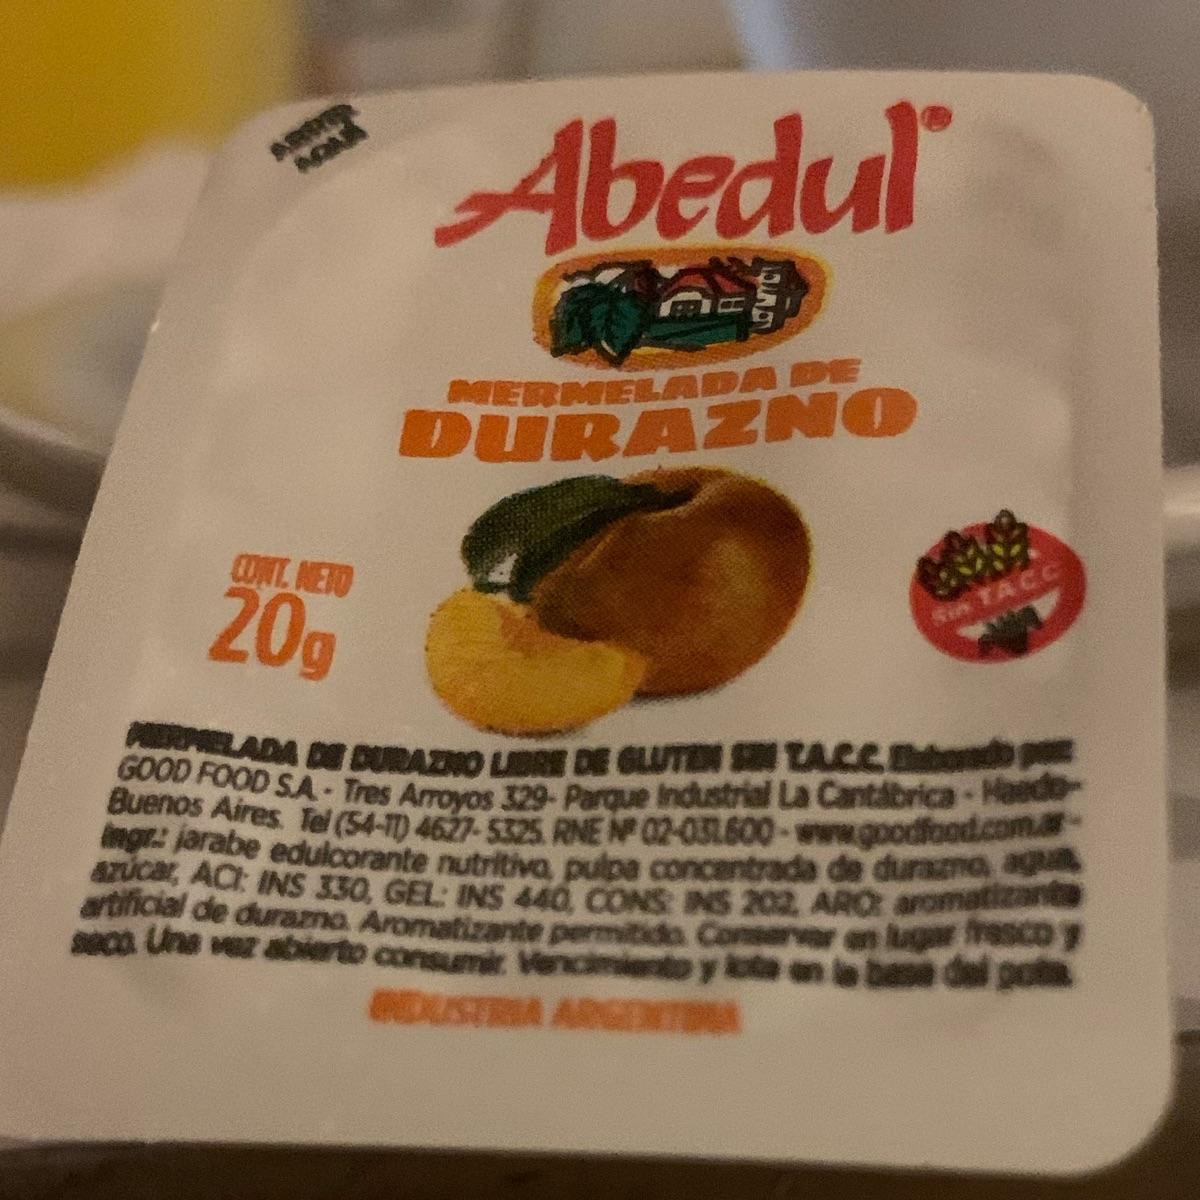 ABRIR
AQUÍ
Abedul®
MERMELADA DE
DURAZNO
CONT. NETO
20g
Sin T.A.C.C.
MERMELADA DE DURAZNO LIBRE DE GLUTEN SIN T.A.C.C. Elaborado por:
GOOD FOOD S.A. - Tres Arroyos 329- Parque Industrial La Cantábrica - Haedo-
Buenos Aires. Tel (54-11) 4627- 5325. RNE Nº 02-031.600 - www.goodfood.com.ar -
Ingr.: jarabe edulcorante nutritivo, pulpa concentrada de durazno, agua,
azúcar, ACI: INS 330, GEL: INS 440, CONS: INS 202, ARO: aromatizante
artificial de durazno. Aromatizante permitido. Conservar en lugar fresco y
seco. Una vez abierto consumir. Vencimiento y lote en la base del pote.
INDUSTRIA ARGENTINA